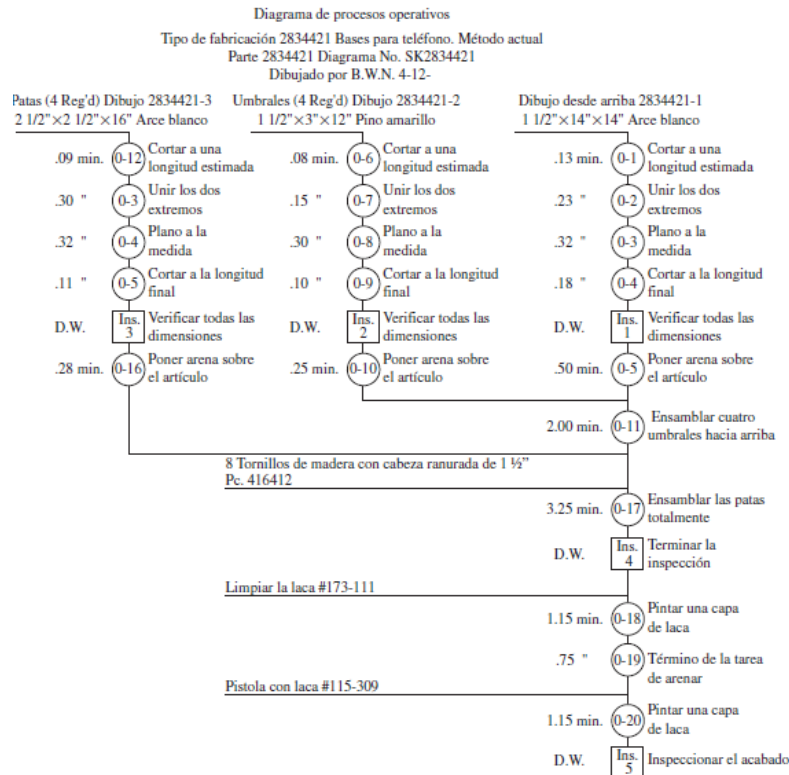 Diagrama de procesos operativos
Tipo de fabricación 2834421 Bases para teléfono. Método actual
Parte 2834421 Diagrama No. SK2834421
Dibujado por B.W.N. 4-12-
Patas (4 Reg'd) Dibujo 2834421-3
2 1/2"×2 1/2"×16" Arce blanco
.09 min. 0-12 Cortar a una
longitud estimada
.30 " 0-3 Unir los dos
extremos
.32 " 0-4 Plano a la
medida
.11 " 0-5 Cortar a la longitud
final
D.W. Ins. Verificar todas las
3 dimensiones
.28 min. 0-16 Poner arena sobre
el artículo
Umbrales (4 Reg'd) Dibujo 2834421-2
1 1/2"×3"×12" Pino amarillo
.08 min. 0-6 Cortar a una
longitud estimada
.15 " 0-7 Unir los dos
extremos
.30 " 0-8 Plano a la
medida
.10 " 0-9 Cortar a la longitud
final
D.W. Ins. Verificar todas las
2 dimensiones
.25 min. 0-10 Poner arena sobre
el artículo
Dibujo desde arriba 2834421-1
1 1/2"×14"×14" Arce blanco
.13 min. 0-1 Cortar a una
longitud estimada
.23 " 0-2 Unir los dos
extremos
.32 " 0-3 Plano a la
medida
.18 " 0-4 Cortar a la longitud
final
D.W. Ins. Verificar todas las
1 dimensiones
.50 min. 0-5 Poner arena sobre
el artículo
2.00 min. 0-11 Ensamblar cuatro
umbrales hacia arriba
8 Tornillos de madera con cabeza ranurada de 1 ½”
Pc. 416412
3.25 min. 0-17 Ensamblar las patas
totalmente
D.W. Ins. Terminar la
4 inspección
Limpiar la laca #173-111
1.15 min. 0-18 Pintar una capa
de laca
.75 " 0-19 Término de la tarea
de arenar
Pistola con laca #115-309
1.15 min. 0-20 Pintar una capa
de laca
D.W. Ins. Inspeccionar el acabado
5